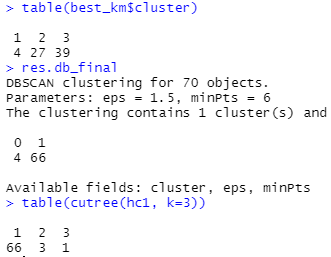 > table(best_km$cluster)
1 2 3
4 27 39
> res.db_final
DBSCAN clustering for 70 objects.
Parameters: eps = 1.5, minPts = 6
The clustering contains 1 cluster(s) and
0 1
4 66
Available fields: cluster, eps, minPts
> table(cutree(hc1, k=3))
1 2 3
66 3 1